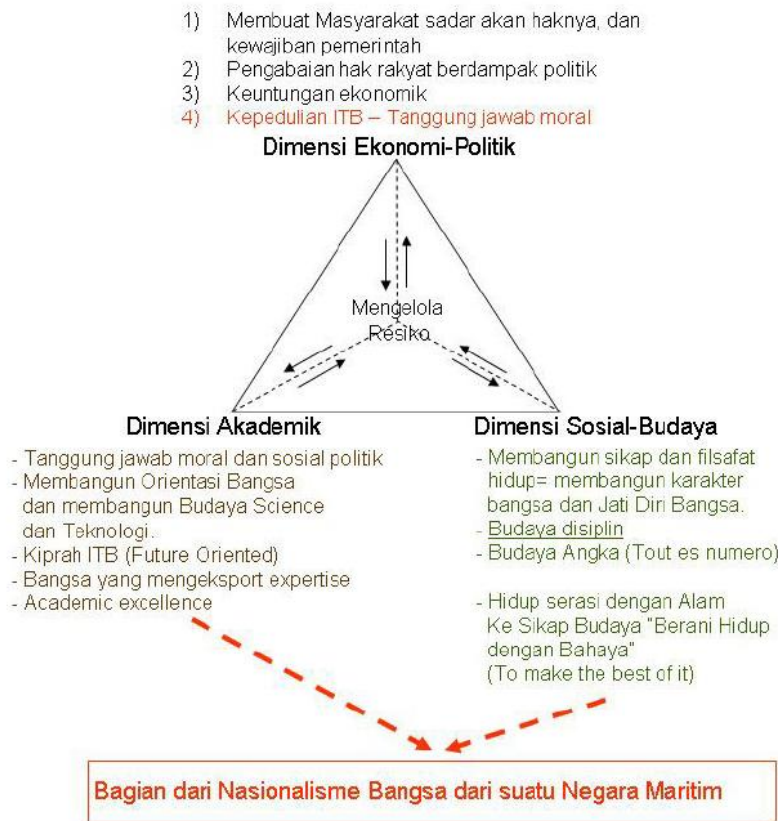 1) Membuat Masyarakat sadar akan haknya, dan
kewajiban pemerintah
2) Pengabaian hak rakyat berdampak politik
3) Keuntungan ekonomik
4) Kepedulian ITB – Tanggung jawab moral
Dimensi Ekonomi-Politik
Mengelola
Resiko
Dimensi Akademik
- Tanggung jawab moral dan sosial politik
- Membangun Orientasi Bangsa
dan membangun Budaya Science
dan Teknologi.
- Kiprah ITB (Future Oriented)
- Bangsa yang mengeksport expertise
- Academic excellence
Dimensi Sosial-Budaya
- Membangun sikap dan filsafat
hidup= membangun karakter
bangsa dan Jati Diri Bangsa.
- Budaya disiplin
- Budaya Angka (Tout es numero)
- Hidup serasi dengan Alam
Ke Sikap Budaya "Berani Hidup
dengan Bahaya"
(To make the best of it)
Bagian dari Nasionalisme Bangsa dari suatu Negara Maritim